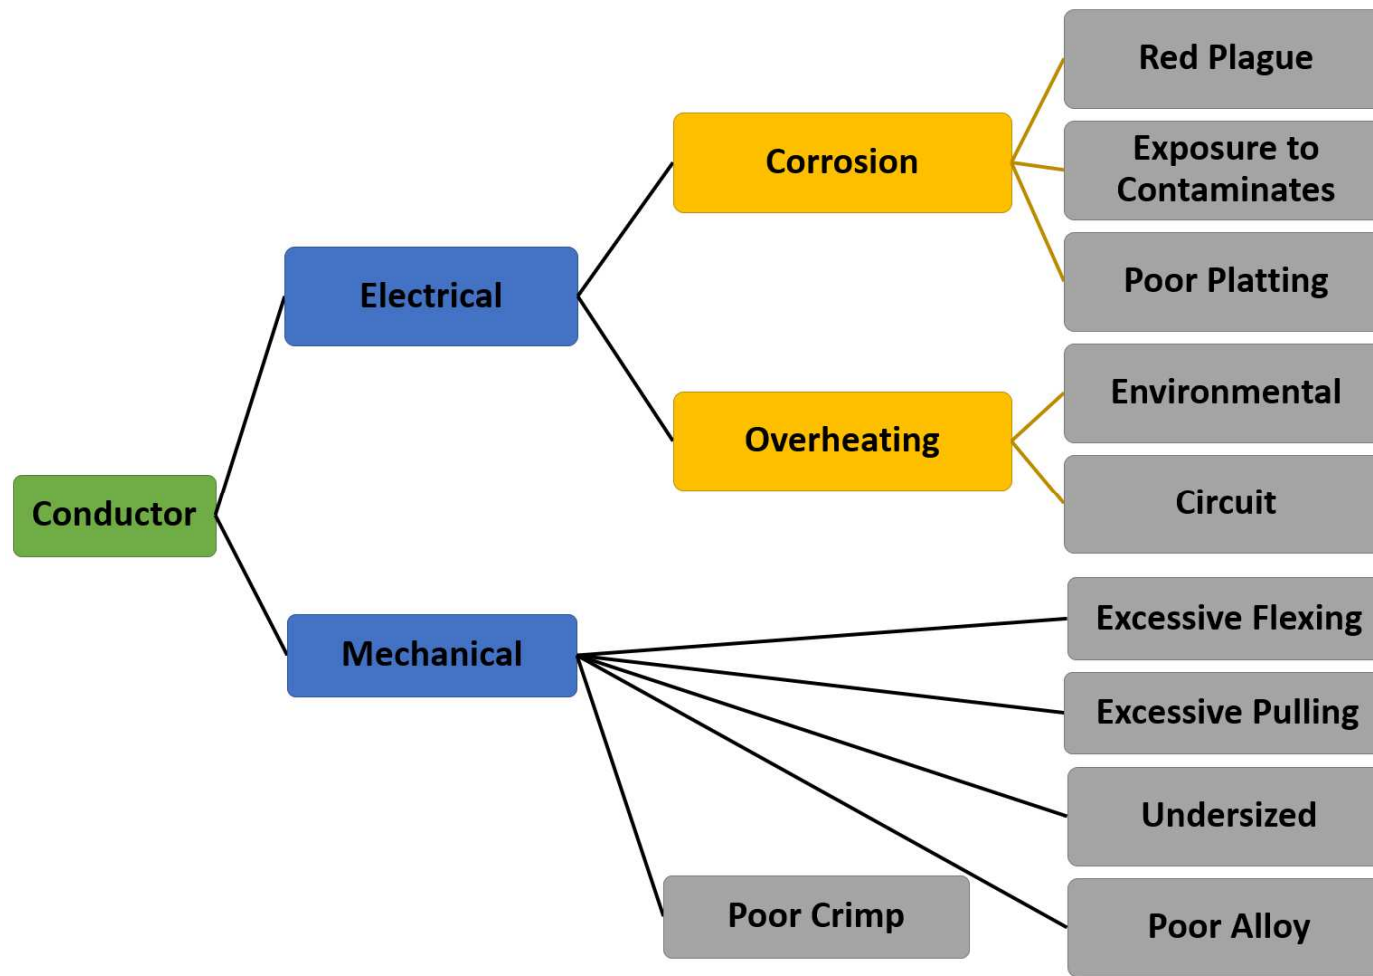 Red Plague
Exposure to
Contaminates
Corrosion
Poor Platting
Electrical
Environmental
Overheating
Circuit
Conductor
Excessive Flexing
Mechanical
Excessive Pulling
Undersized
Poor Crimp
Poor Alloy